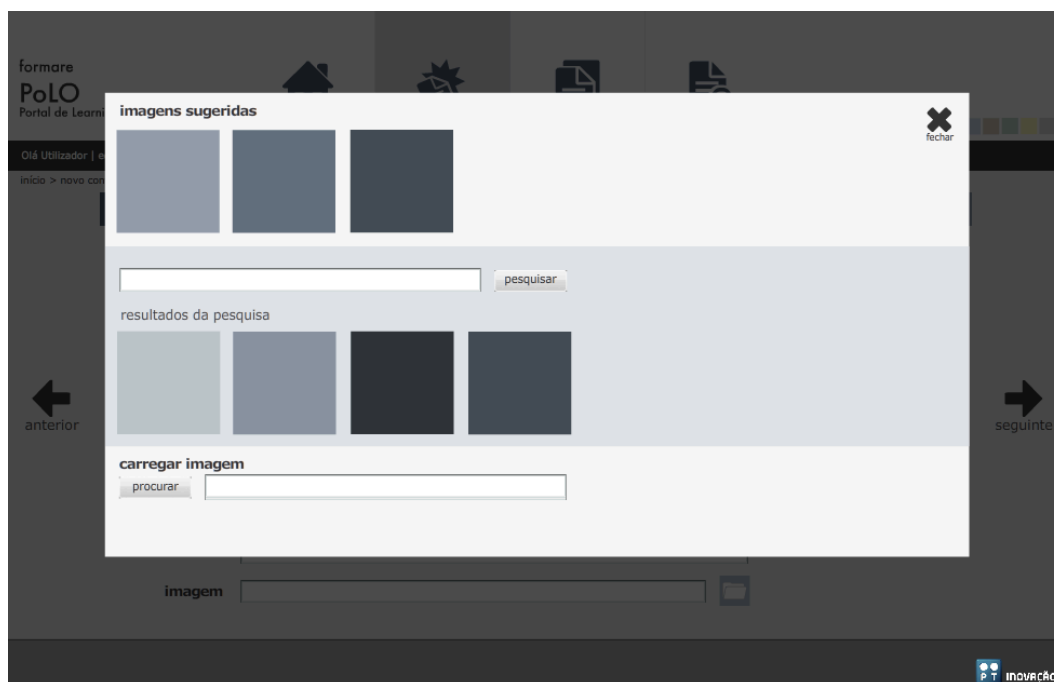 formare
PoLO
Portal de Learni
Olá Utilizador | e
início > novo con
imagens sugeridas
fechar
pesquisar
resultados da pesquisa
anterior
seguinte
carregar imagem
procurar
imagem
PT inovação